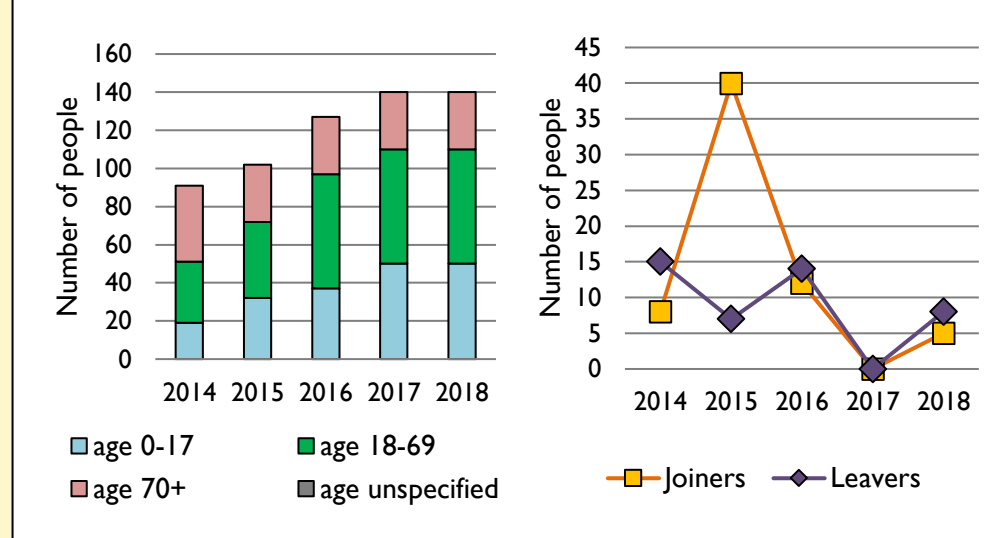 Number of people
160
140
120
100
80
60
40
20
0
2014 2015 2016 2017 2018
age 0-17 age 18-69
age 70+ age unspecified
Number of people
45
40
35
30
25
20
15
10
5
0
2014 2015 2016 2017 2018
Joiners Leavers